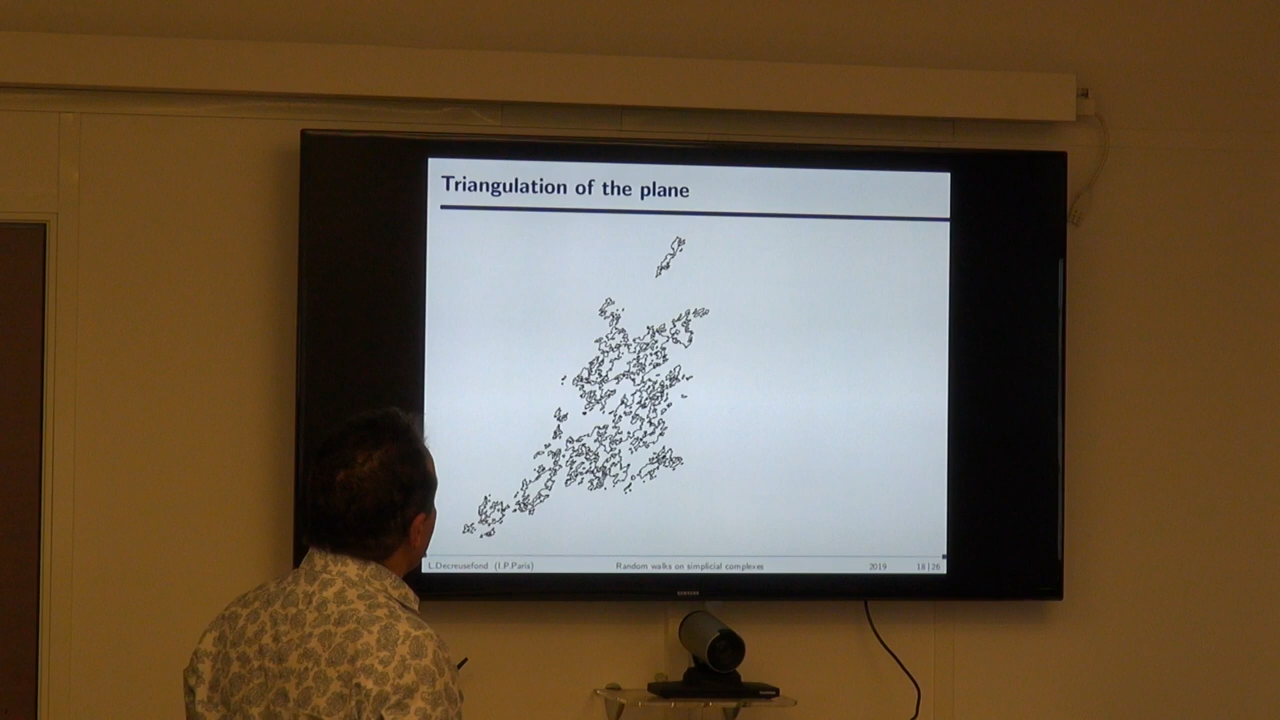 Triangulation of the plane
L.Decreusefond (I.P.Paris) Random walks on simplicial complexes 2019 18|26
SAMSUNG